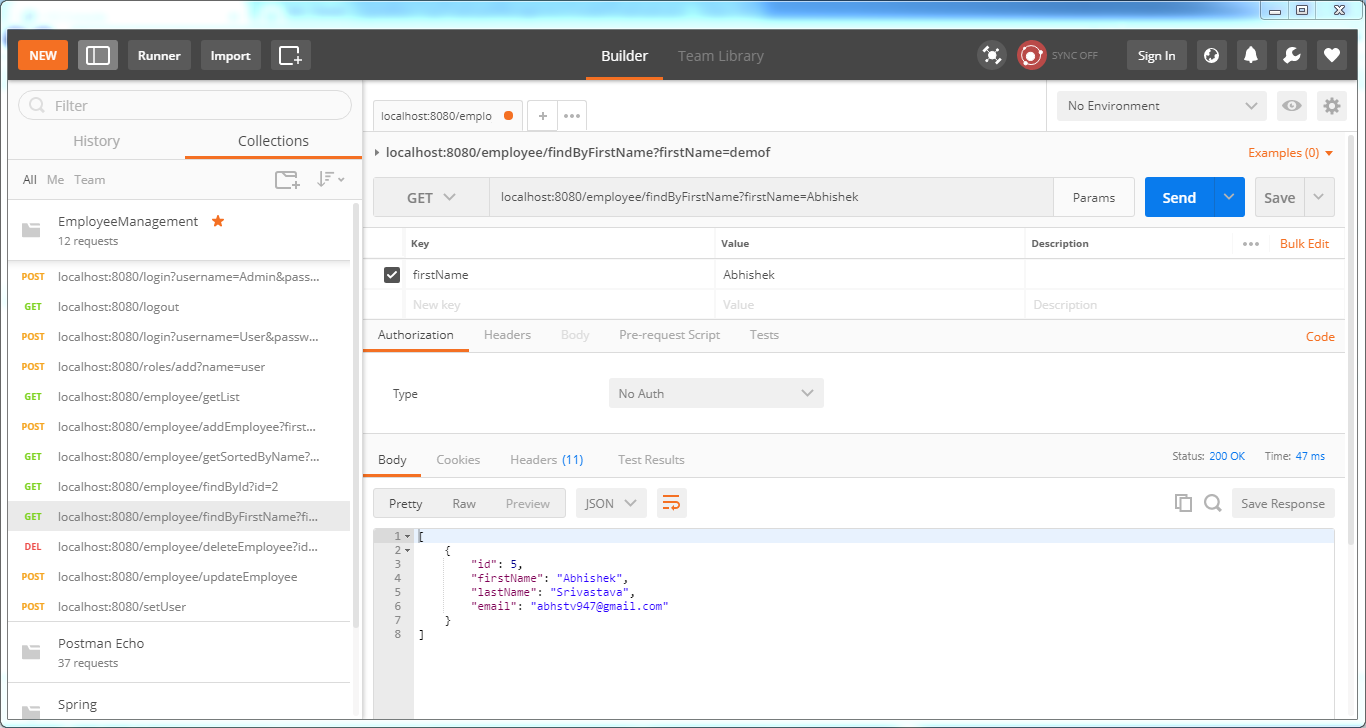 NEW Runner Import Builder Team Library SYNC OFF Sign In
Filter
History Collections
All Me Team
EmployeeManagement
12 requests
POST localhost:8080/login?username=Admin&pass...
GET localhost:8080/logout
POST localhost:8080/login?username=User&passw...
POST localhost:8080/roles/add?name=user
GET localhost:8080/employee/getList
POST localhost:8080/employee/addEmployee?first...
GET localhost:8080/employee/getSortedByName?...
GET localhost:8080/employee/findById?id=2
GET localhost:8080/employee/findByFirstName?fi...
DEL localhost:8080/employee/deleteEmployee?id...
POST localhost:8080/employee/updateEmployee
POST localhost:8080/setUser
Postman Echo
37 requests
Spring
localhost:8080/emplo + ••• No Environment
localhost:8080/employee/findByFirstName?firstName=demof Examples (0)
GET localhost:8080/employee/findByFirstName?firstName=Abhishek Params Send Save
Key Value Description ••• Bulk Edit
firstName Abhishek
New key Value Description
Authorization Headers Body Pre-request Script Tests Code
Type No Auth
Body Cookies Headers (11) Test Results Status: 200 OK Time: 47 ms
Pretty Raw Preview JSON Save Response
1 [
2 {
3 "id": 5,
4 "firstName": "Abhishek",
5 "lastName": "Srivastava",
6 "email": "abhstv947@gmail.com"
7 }
8 ]